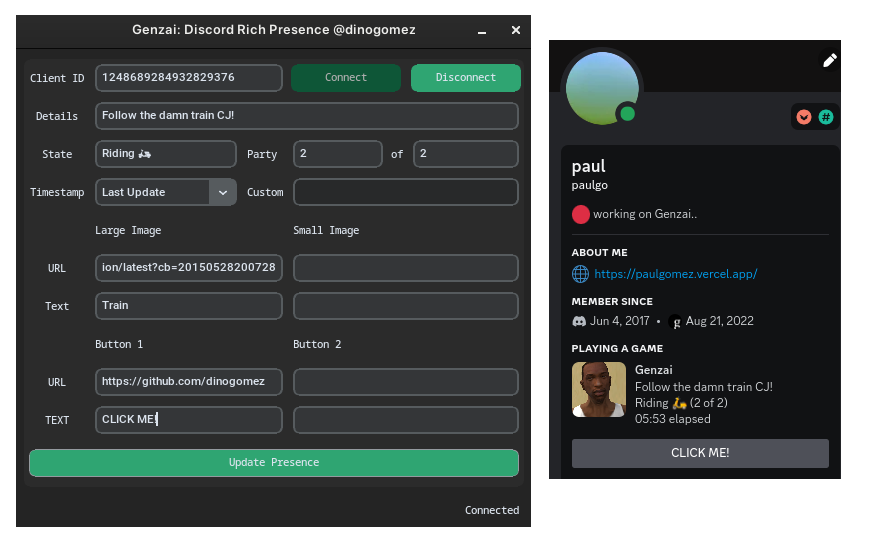 Genzai: Discord Rich Presence @dinogomez
Client ID 1248689284932829376 Connect Disconnect
Details Follow the damn train CJ!
State Riding 🛵 Party 2 of 2
Timestamp Last Update Custom
Large Image Small Image
URL ion/latest?cb=20150528200728
Text Train
Button 1 Button 2
URL https://github.com/dinogomez
TEXT CLICK ME!
Update Presence
Connected
paul
paulgo
working on Genzai..
ABOUT ME
https://paulgomez.vercel.app/
MEMBER SINCE
Jun 4, 2017 • g Aug 21, 2022
PLAYING A GAME
Genzai
Follow the damn train CJ!
Riding 🛵 (2 of 2)
05:53 elapsed
CLICK ME!